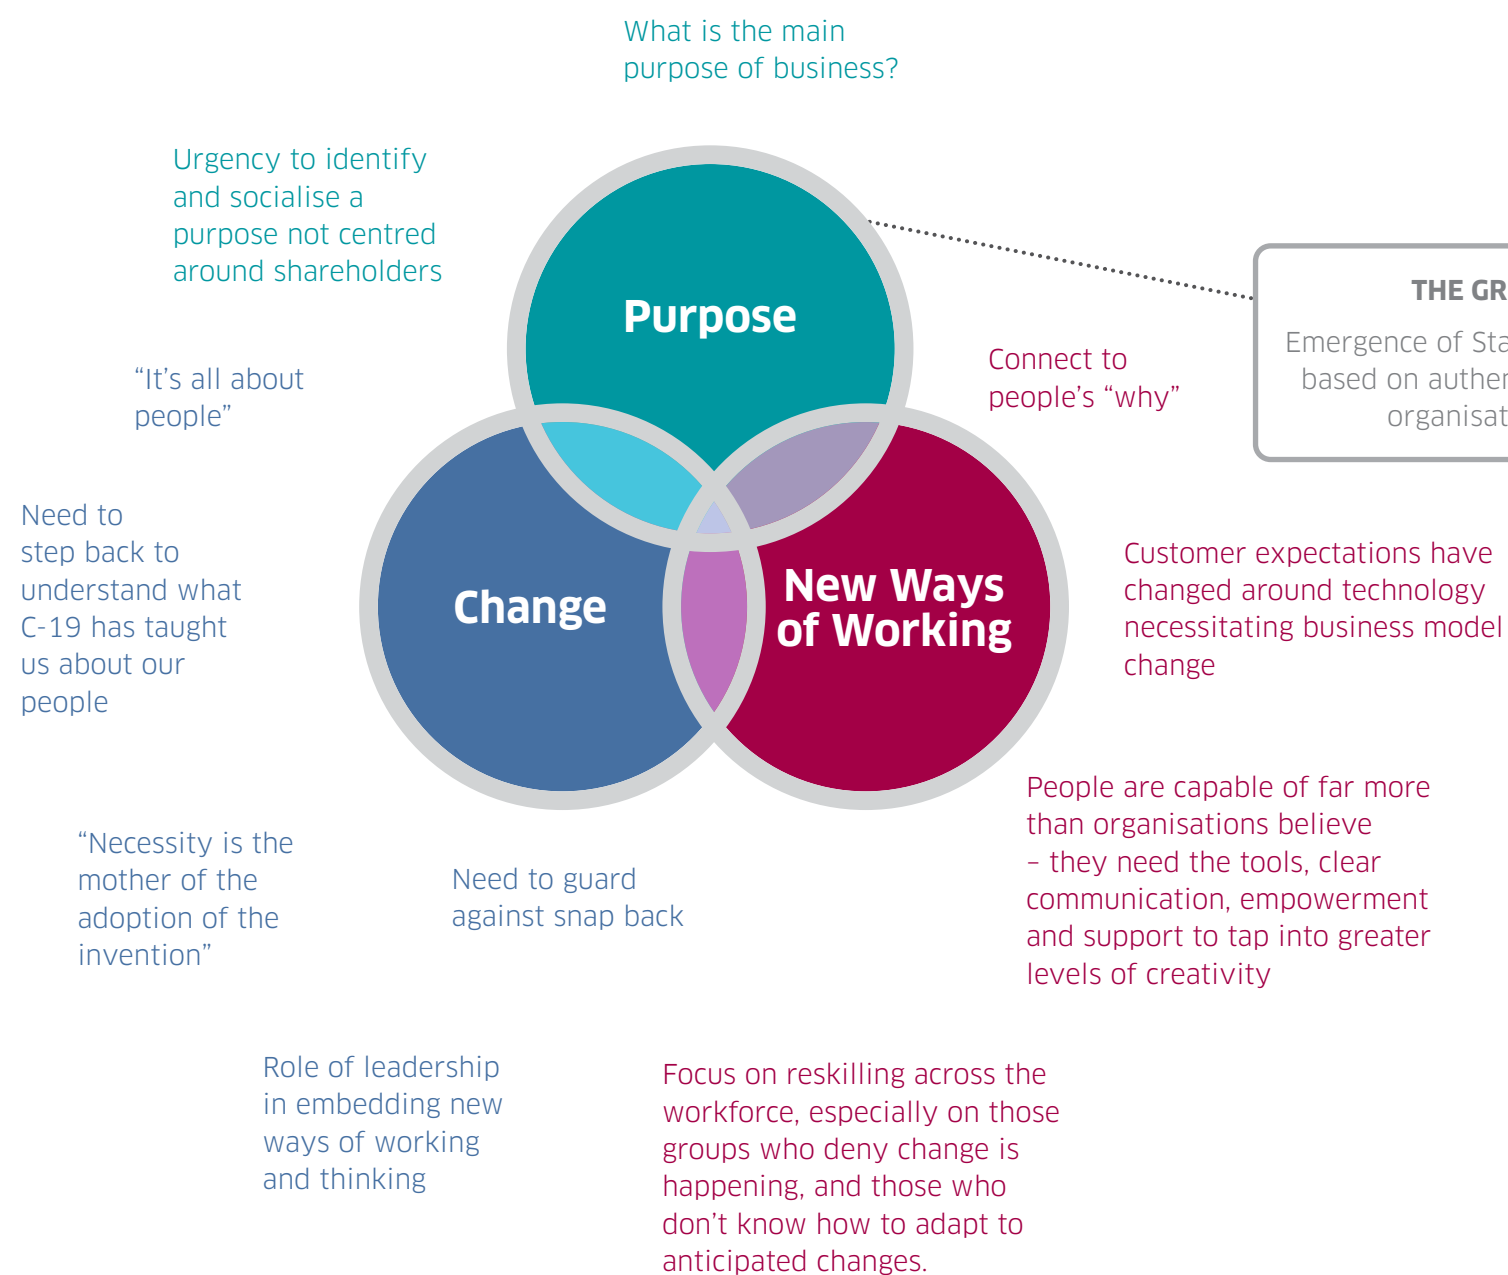 What is the main
purpose of business?
Urgency to identify
and socialise a
purpose not centred
around shareholders
Purpose
THE
Emergence of
based on
Connect to
people's “why”
“It's all about
people”
Need to
step back to
understand what
C-19 has taught
us about our
people
Change
New Ways
of Working
Customer expectations have
changed around technology
necessitating business model
change
People are capable of far more
than organisations believe
– they need the tools, clear
communication, empowerment
and support to tap into greater
levels of creativity
“Necessity is the
mother of the
adoption of the
invention”
Need to guard
against snap back
Role of leadership
in embedding new
ways of working
and thinking
Focus on reskilling across the
workforce, especially on those
groups who deny change is
happening, and those who
don't know how to adapt to
anticipated changes.